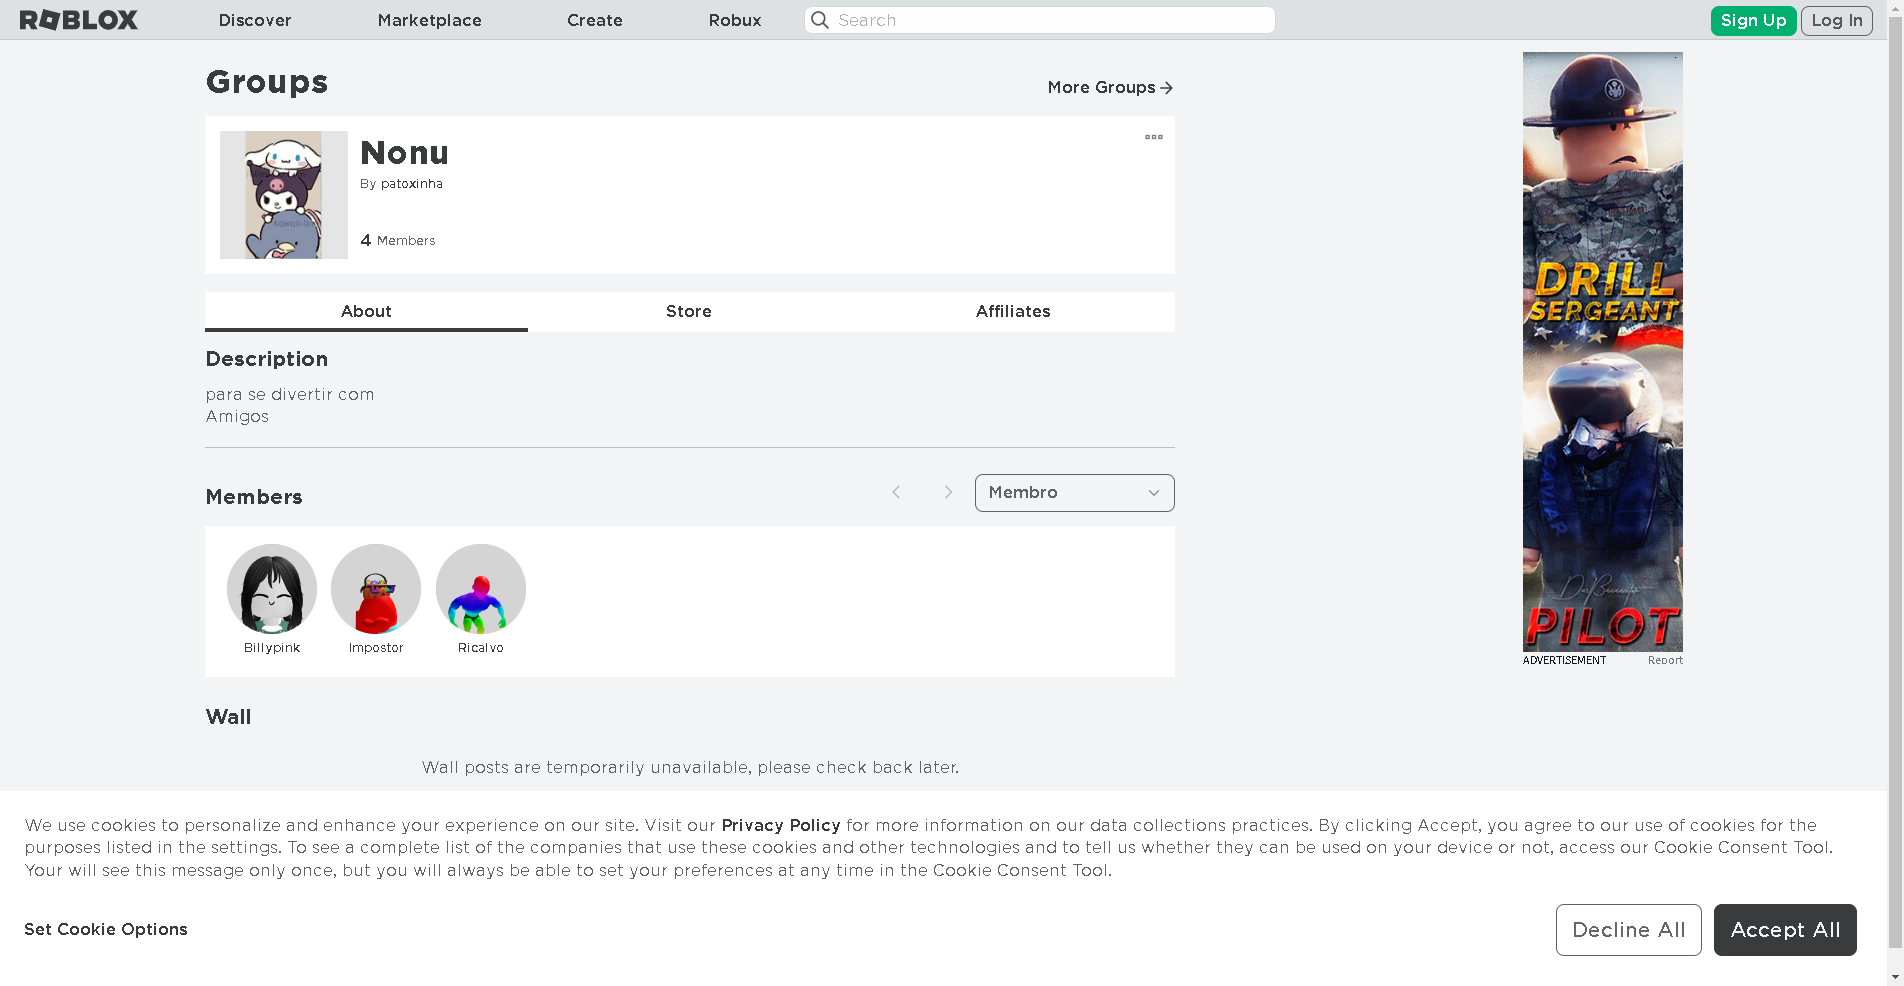 ROBLOX
Discover
Marketplace
Create
Robux
Search
Sign Up
Log In
Groups
More Groups
Nonu
By patoxinha
4 Members
About
Store
Affiliates
Description
para se divertir com
Amigos
Members
Membro
Billypink
Impostor
Ricalvo
Wall
Wall posts are temporarily unavailable, please check back later.
DRILL
SERGEANT
PILOT
ADVERTISEMENT
Report
We use cookies to personalize and enhance your experience on our site. Visit our Privacy Policy for more information on our data collections practices. By clicking Accept, you agree to our use of cookies for the
purposes listed in the settings. To see a complete list of the companies that use these cookies and other technologies and to tell us whether they can be used on your device or not, access our Cookie Consent Tool.
Your will see this message only once, but you will always be able to set your preferences at any time in the Cookie Consent Tool.
Set Cookie Options
Decline All
Accept All